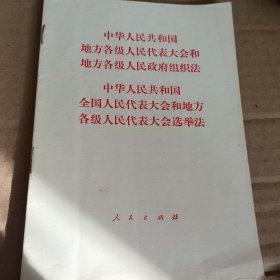 中华人民共和国
地方各级人民代表大会和
地方各级人民政府组织法
中华人民共和国
全国人民代表大会和地方
各级人民代表大会选举法
人民出版社